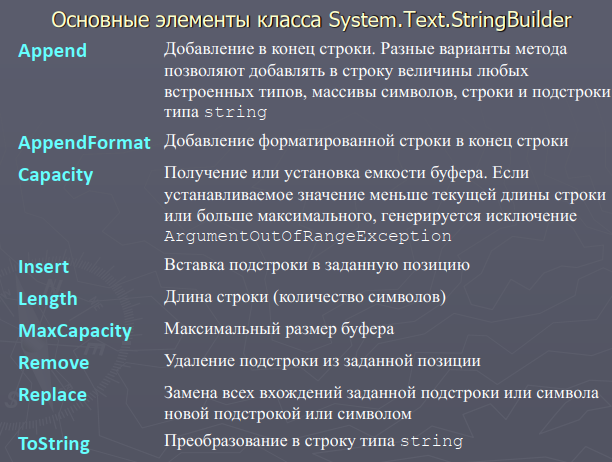 Основные элементы класса System.Text.StringBuilder
Append Добавление в конец строки. Разные варианты метода
позволяют добавлять в строку величины любых
встроенных типов, массивы символов, строки и подстроки
типа string
AppendFormat Добавление форматированной строки в конец строки
Capacity Получение или установка емкости буфера. Если
устанавливаемое значение меньше текущей длины строки
или больше максимального, генерируется исключение
ArgumentOutOfRangeException
Insert Вставка подстроки в заданную позицию
Length Длина строки (количество символов)
MaxCapacity Максимальный размер буфера
Remove Удаление подстроки из заданной позиции
Replace Замена всех вхождений заданной подстроки или символа
новой подстрокой или символом
ToString Преобразование в строку типа string